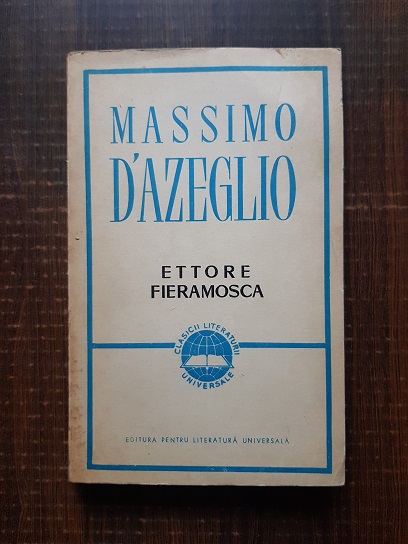 MASSIMO
D'AZEGLIO
ETTORE
FIERAMOSCA
CLASICII LITERATURII
UNIVERSALE
EDITURA PENTRU LITERATURĂ UNIVERSALĂ